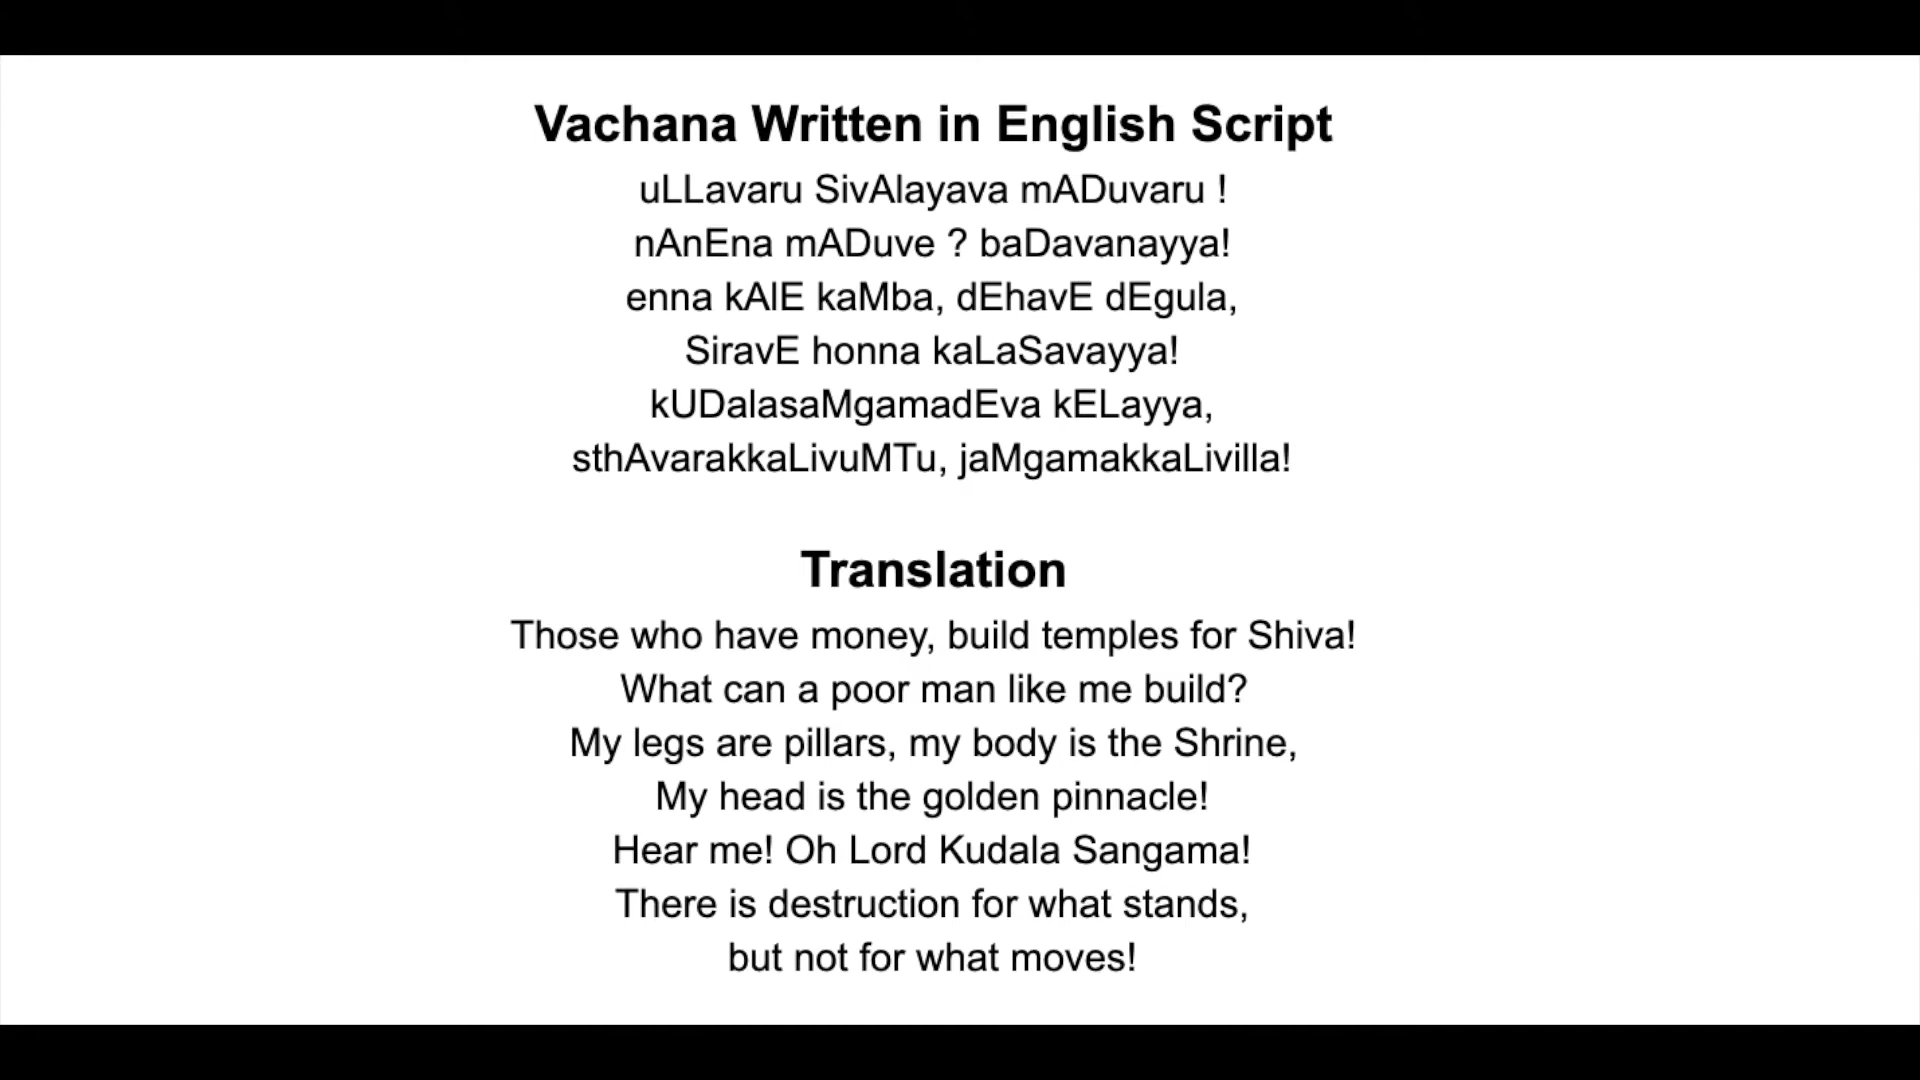 Vachana Written in English Script
uLLavaru SivAlayava mADuvaru !
nAnEna mADuve ? baDavanayya!
enna kAlE kaMba, dEhavE dEgula,
SiravE honna kaLaSavayya!
kUDalasaMgamadEva kELayya,
sthAvarakkaLivuMTu, jaMgamakkaLivilla!
Translation
Those who have money, build temples for Shiva!
What can a poor man like me build?
My legs are pillars, my body is the Shrine,
My head is the golden pinnacle!
Hear me! Oh Lord Kudala Sangama!
There is destruction for what stands,
but not for what moves!